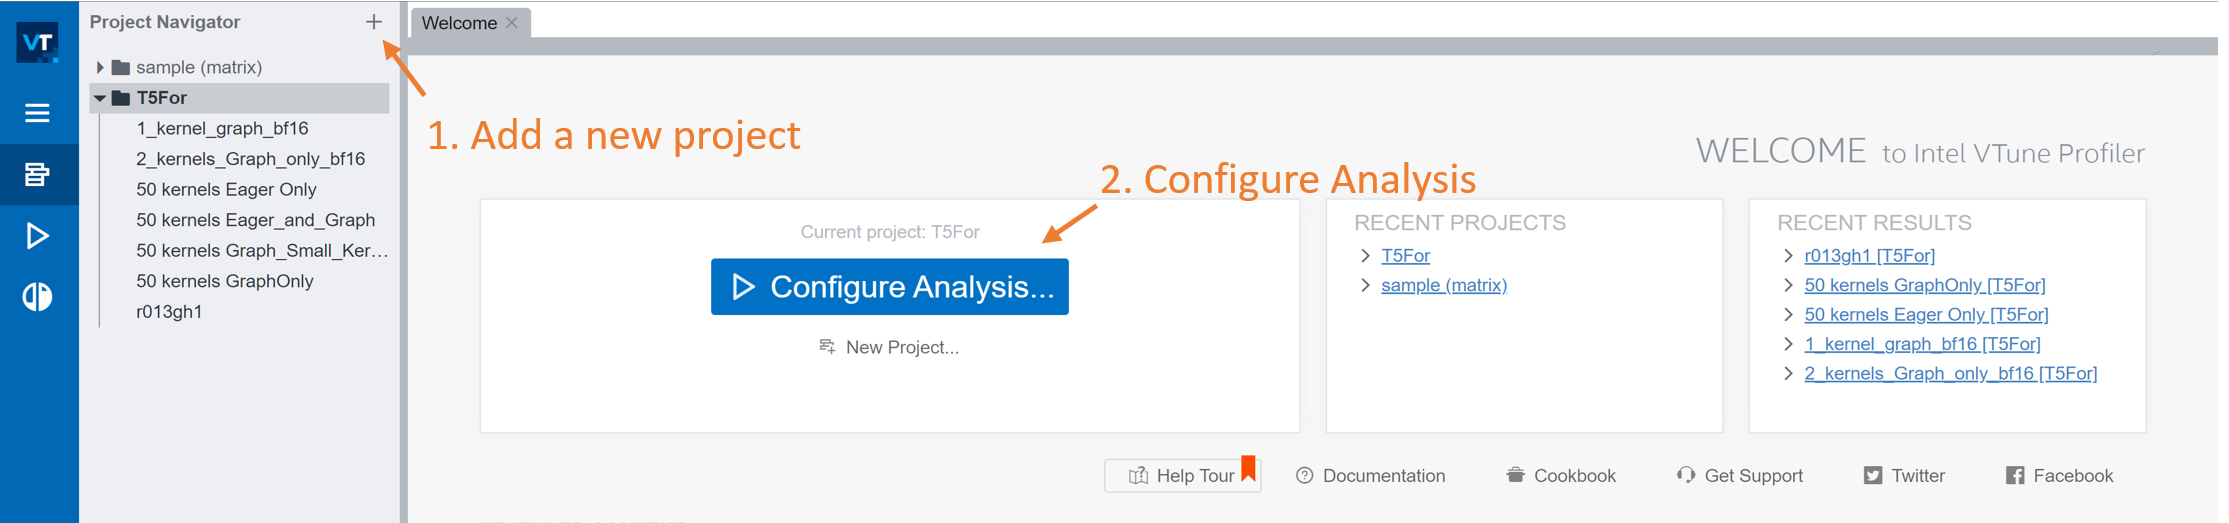 VT
Project Navigator
sample (matrix)
T5For
1_kernel_graph_bf16
2_kernels_Graph_only_bf16
50 kernels Eager Only
50 kernels Eager_and_Graph
50 kernels Graph_Small_Ker...
50 kernels GraphOnly
r013gh1
Welcome
1. Add a new project
2. Configure Analysis
WELCOME to Intel VTune Profiler
Current project: T5For
Configure Analysis...
New Project...
RECENT PROJECTS
T5For
sample (matrix)
RECENT RESULTS
r013gh1 [T5For]
50 kernels GraphOnly [T5For]
50 kernels Eager Only [T5For]
1_kernel_graph_bf16 [T5For]
2_kernels_Graph_only_bf16 [T5For]
Help Tour
Documentation
Cookbook
Get Support
Twitter
Facebook